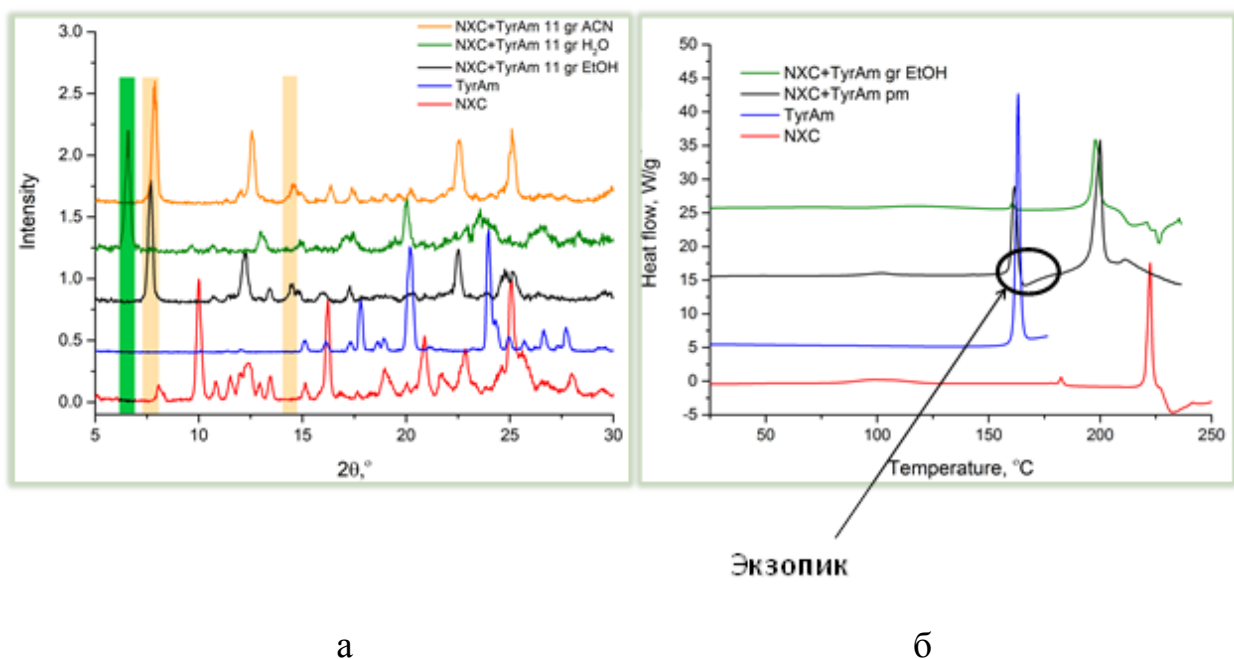 3.0
2.5
2.0
1.5
1.0
0.5
0.0
Intensity
NXC+TyrAm 11 gr ACN
NXC+TyrAm 11 gr H₂O
NXC+TyrAm 11 gr EtOH
TyrAm
NXC
5 10 15 20 25 30
2θ,°
50
45
40
35
30
25
20
15
10
5
0
-5
Heat flow, W/g
NXC+TyrAm gr EtOH
NXC+TyrAm pm
TyrAm
NXC
50 100 150 200 250
Temperature, °C
Экзопик
а б